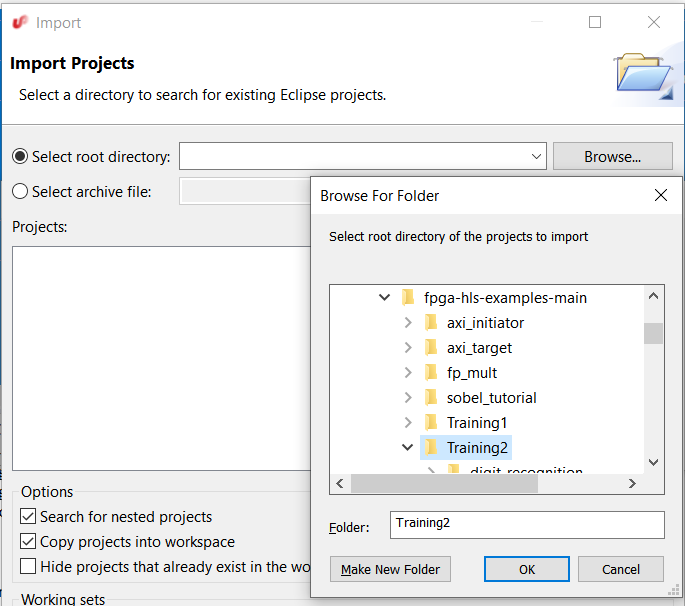 Import
Import Projects
Select a directory to search for existing Eclipse projects.
Select root directory:
Browse...
Select archive file:
Projects:
Browse For Folder
Select root directory of the projects to import
fpga-hls-examples-main
axi_initiator
axi_target
fp_mult
sobel_tutorial
Training1
Training2
digit_recognition
Folder: Training2
Make New Folder OK Cancel
Options
Search for nested projects
Copy projects into workspace
Hide projects that already exist in the wo
Working sets